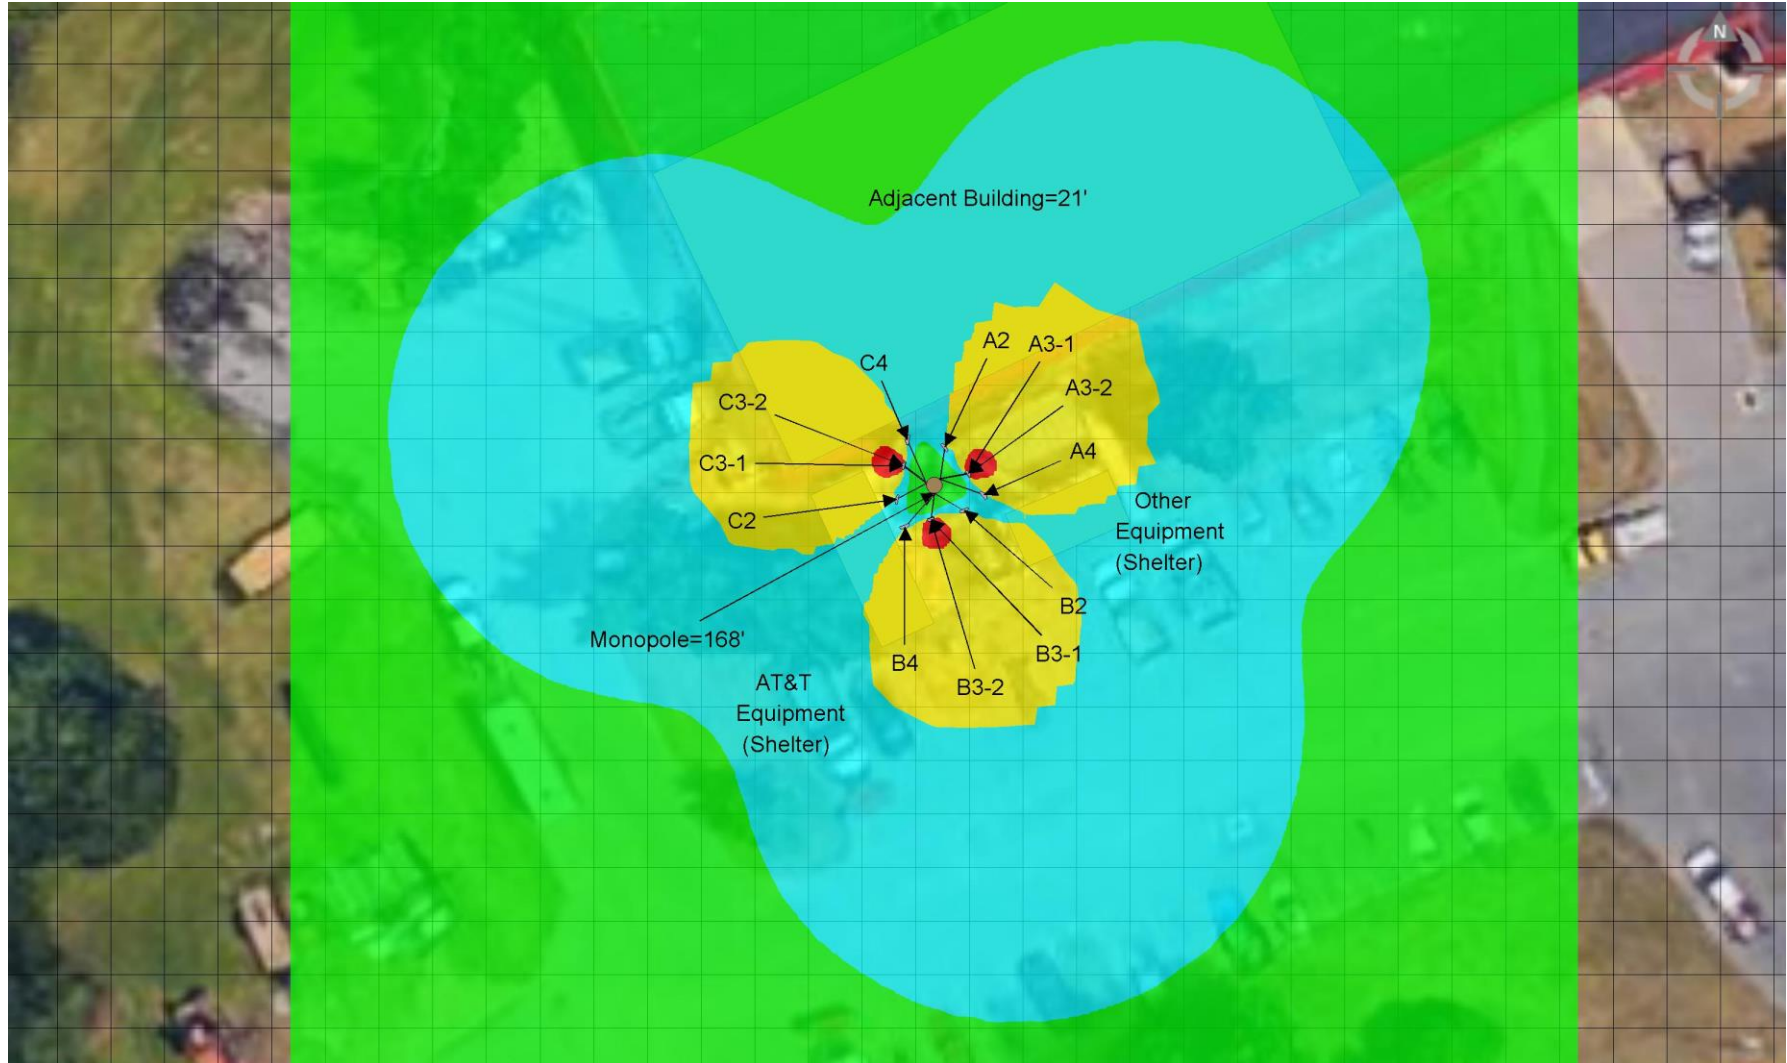 N
Adjacent Building=21'
A2
A3-1
C4
A3-2
C3-2
A4
C3-1
Other
Equipment
(Shelter)
C2
B2
Monopole=168'
B3-1
B4
B3-2
AT&T
Equipment
(Shelter)